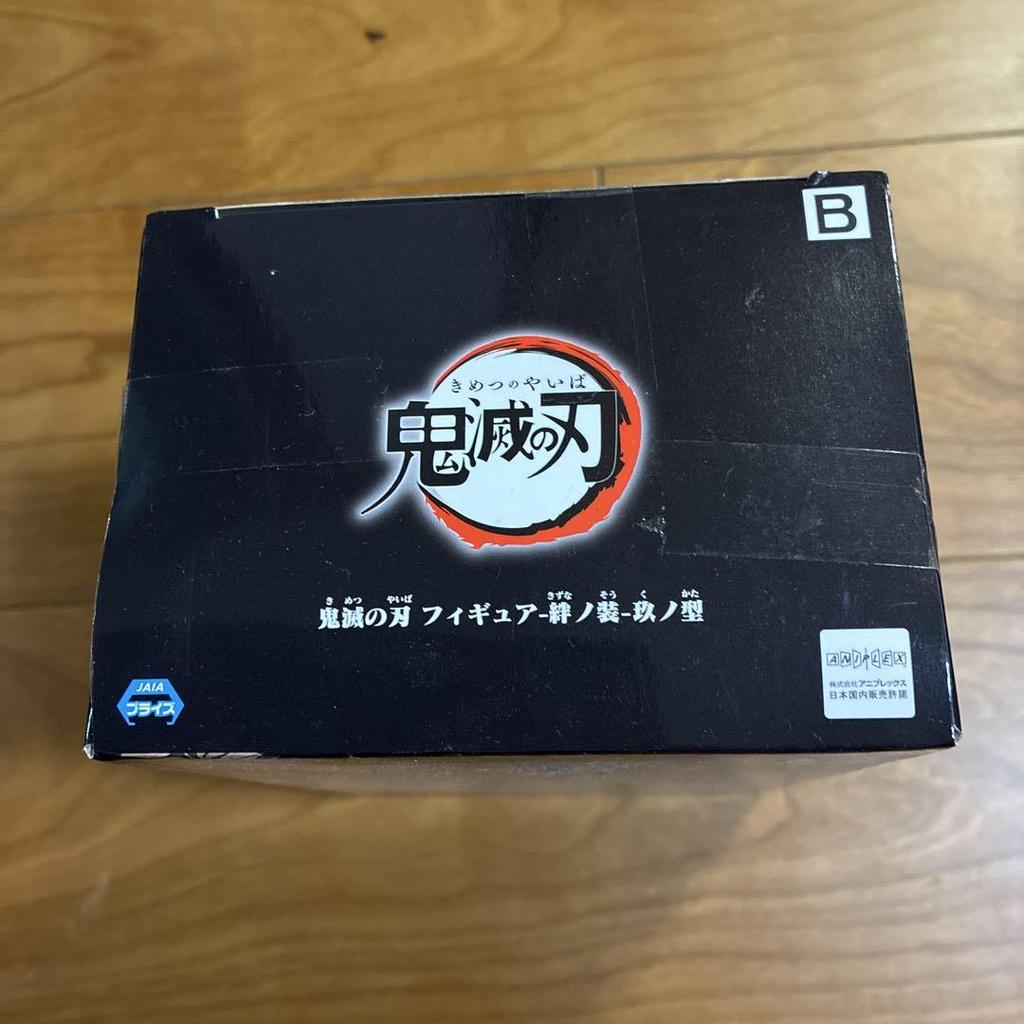 B
きめつのやいば
鬼滅の刃
き めつ やいば きずな そう く かた
鬼滅の刃 フィギュア-絆ノ装-玖ノ型
JAIA
プライズ
ANIPLEX
株式会社アニプレックス
日本国内販売許諾